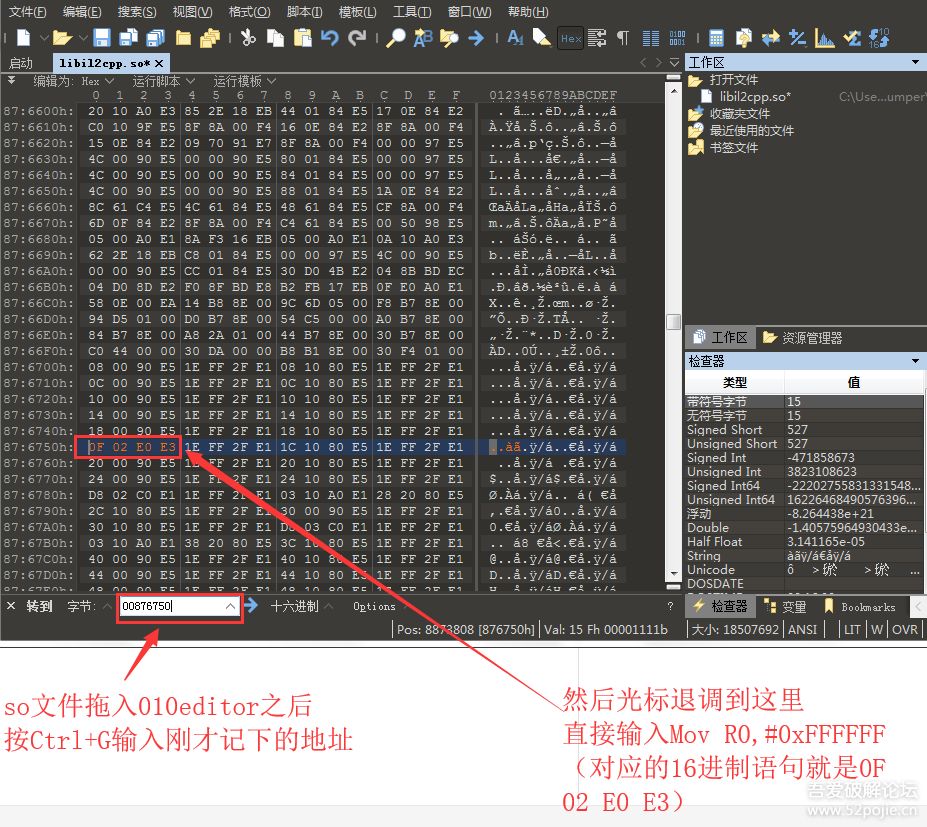 文件(F) 编辑(E) 搜索(S) 视图(V) 格式(O) 脚本(I) 模板(L) 工具(T) 窗口(W) 帮助(H)
启动 libil2cpp.so*
编辑为: Hex 运行脚本 运行模板
0 1 2 3 4 5 6 7 8 9 A B C D E F 0123456789ABCDEF
87:6600h: 20 10 A0 E3 85 2E 18 EB 44 01 84 E5 17 0E 84 E2
87:6610h: C0 10 9F E5 8F 8A 00 F4 16 0E 84 E2 8F 8A 00 F4
87:6620h: 15 0E 84 E2 09 70 91 E7 8F 8A 00 F4 00 00 97 E5
87:6630h: 4C 00 90 E5 00 00 90 E5 80 01 84 E5 00 00 97 E5
87:6640h: 4C 00 90 E5 00 00 90 E5 84 01 84 E5 00 00 97 E5
87:6650h: 4C 00 90 E5 00 00 90 E5 88 01 84 E5 1A 0E 84 E2
87:6660h: 8C 61 C4 E5 4C 61 84 E5 48 61 84 E5 CF 8A 00 F4
87:6670h: 6D 0F 84 E2 8F 8A 00 F4 C4 61 84 E5 00 50 98 E5
87:6680h: 05 00 A0 E1 8A F3 16 EB 05 00 A0 E1 0A 10 A0 E3
87:6690h: 62 2E 18 EB C8 01 84 E5 00 00 97 E5 4C 00 90 E5
87:66A0h: 00 00 90 E5 CC 01 84 E5 30 D0 4B E2 04 8B BD EC
87:66B0h: 04 D0 8D E2 F0 8F BD E8 B2 FB 17 EB 0F E0 A0 E1
87:66C0h: 58 0E 00 EA 14 B8 8E 00 9C 6D 05 00 F8 B7 8E 00
87:66D0h: 94 D5 01 00 D0 B7 8E 00 54 C5 00 00 A0 B7 8E 00
87:66E0h: 84 B7 8E 00 A8 2A 01 00 44 B7 8E 00 30 B7 8E 00
87:66F0h: C0 44 00 00 30 DA 00 00 B8 B1 8E 00 30 F4 01 00
87:6700h: 08 00 90 E5 1E FF 2F E1 08 10 80 E5 1E FF 2F E1
87:6710h: 0C 00 90 E5 1E FF 2F E1 0C 10 80 E5 1E FF 2F E1
87:6720h: 10 00 90 E5 1E FF 2F E1 10 10 80 E5 1E FF 2F E1
87:6730h: 14 00 90 E5 1E FF 2F E1 14 10 80 E5 1E FF 2F E1
87:6740h: 18 00 90 E5 1E FF 2F E1 18 10 80 E5 1E FF 2F E1
87:6750h: 0F 02 E0 E3 1E FF 2F E1 1C 10 80 E5 1E FF 2F E1
87:6760h: 20 00 90 E5 1E FF 2F E1 20 10 80 E5 1E FF 2F E1
87:6770h: 24 00 90 E5 1E FF 2F E1 24 10 80 E5 1E FF 2F E1
87:6780h: D8 02 C0 E1 1E FF 2F E1 03 10 A0 E1 28 20 80 E5
87:6790h: 2C 10 80 E5 1E FF 2F E1 30 00 90 E5 1E FF 2F E1
87:67A0h: 30 10 80 E5 1E FF 2F E1 D8 03 C0 E1 1E FF 2F E1
87:67B0h: 03 10 A0 E1 38 20 80 E5 3C 10 80 E5 1E FF 2F E1
87:67C0h: 40 00 90 E5 1E FF 2F E1 40 10 80 E5 1E FF 2F E1
87:67D0h: 44 00 90 E5 1E FF 2F E1 44 10 80 E5 1E FF 2F E1
转到 字节: 00876750 十六进制 Options ?
Pos: 8873808 [876750h] Val: 15 Fh 00001111b 大小: 18507692 ANSI LIT W OVR
工作区
打开文件
libil2cpp.so* C:\Use...umper\
收藏夹文件
最近使用的文件
书签文件
工作区 资源管理器
检查器
类型 值
带符号字节 15
无符号字节 15
Signed Short 527
Unsigned Short 527
Signed Int -471858673
Unsigned Int 3823108623
Signed Int64 -22202755831331548...
Unsigned Int64 16226468490576396...
浮动 -8.264438e+21
Double -1.40575964930433e...
Half Float 3.141165e-05
String àãÿ/á€åÿ/á
Unicode
DOSDATE
检查器 变量 Bookmarks
so文件拖入010editor之后
按Ctrl+G输入刚才记下的地址
然后光标退调到这里
直接输入Mov R0,#0xFFFFFF
（对应的16进制语句就是0F
02 E0 E3）
吾爱破解论坛
www.52pojie.cn